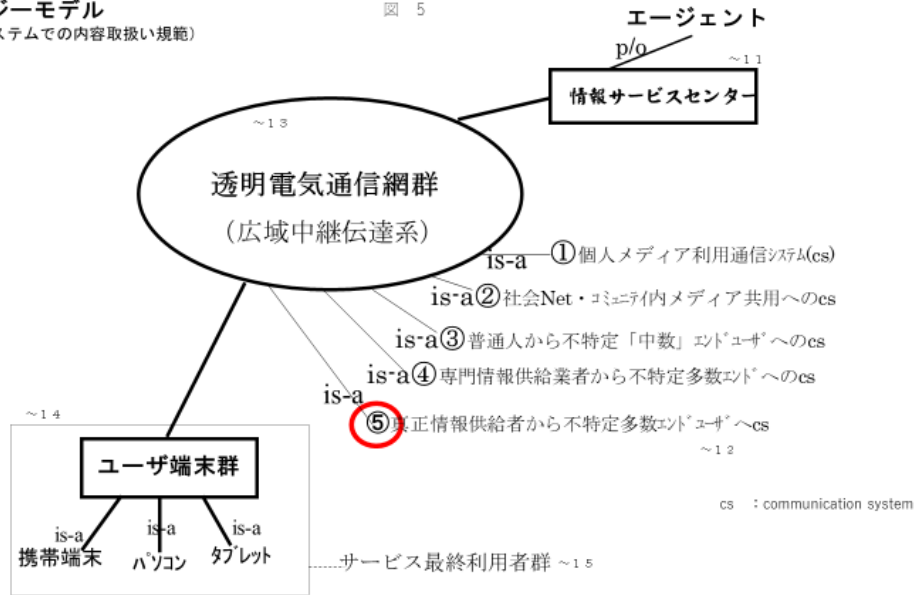 ジーモデル
図 5
ステムでの内容取扱い規範）
エージェント
p/o
～11
情報サービスセンター
～13
透明電気通信網群
（広域中継伝達系）
is-a ①個人メディア利用通信ｼｽﾃﾑ(cs)
is-a②社会Net・ｺﾐｭﾆﾃｲ内メディア共用へのcs
is-a③普通人から不特定「中数」ｴﾝﾄﾞﾕｰｻﾞへのcs
is-a④専門情報供給業者から不特定多数ｴﾝﾄﾞへのcs
is-a⑤真正情報供給者から不特定多数ｴﾝﾄﾞﾕｰｻﾞへcs
～12
～14
ユーザ端末群
cs ：communication system
is-a is-a is-a
携帯端末 ﾊﾟｿｺﾝ ﾀﾌﾞﾚｯﾄ
サービス最終利用者群 ～15